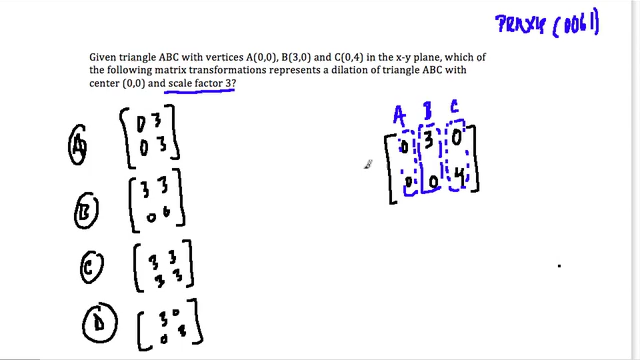 PRAXIS (0061)
Given triangle ABC with vertices A(0,0), B(3,0) and C(0,4) in the x-y plane, which of
the following matrix transformations represents a dilation of triangle ABC with
center (0,0) and scale factor 3?
A B C
0 3 0
0 0 4
A
0 3
0 3
B
3 3
0 0
C
3 3
3 3
D
3 0
0 3